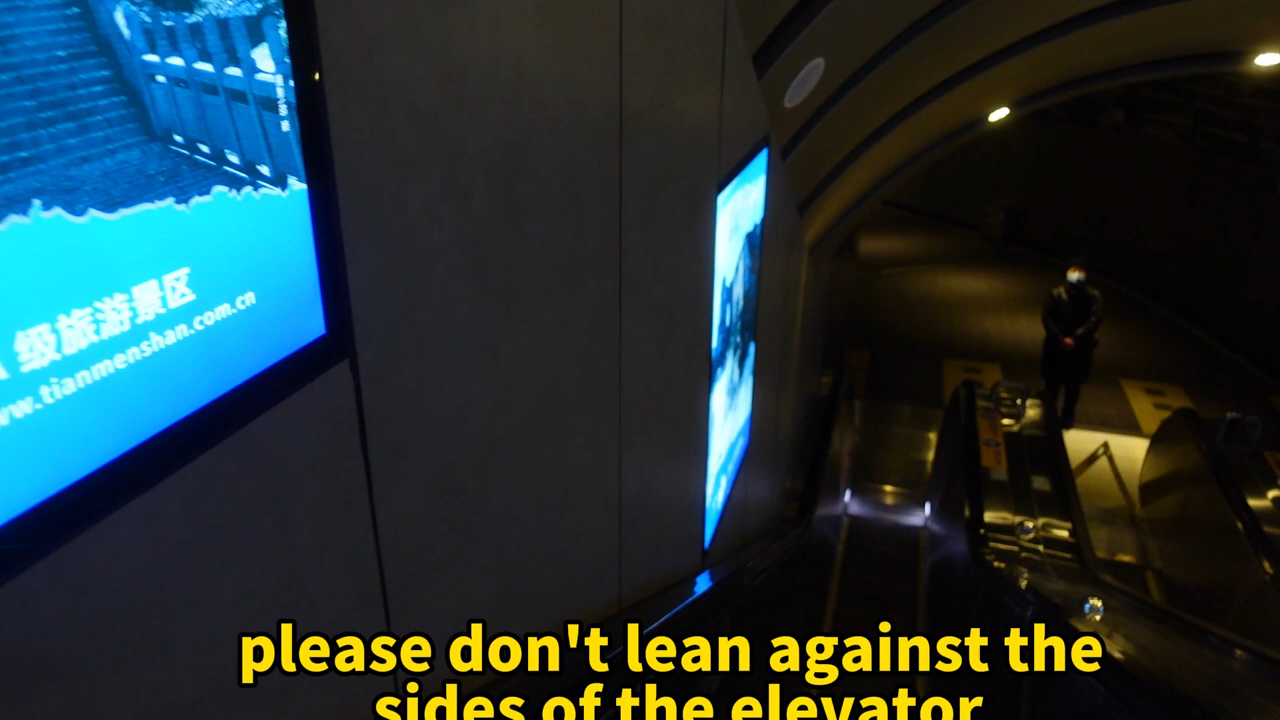 级旅游景区
www.tianmenshan.com.cn
please don't lean against the
sides of the elevator